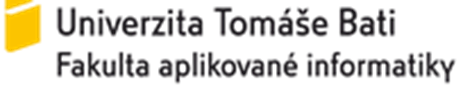 Univerzita Tomáše Bati
Fakulta aplikované informatiky